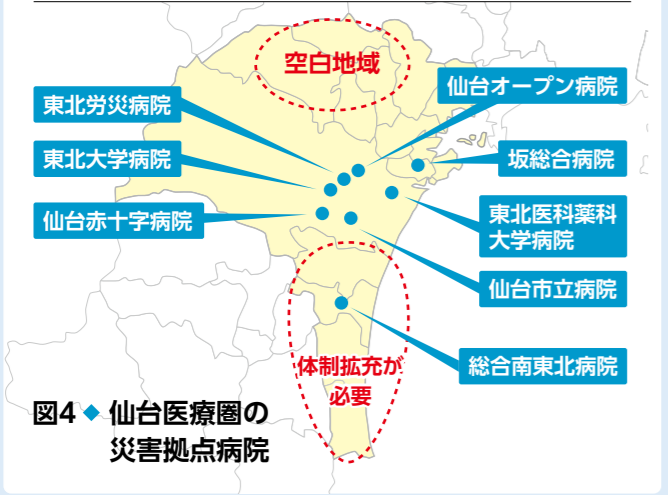 空白地域
仙台オープン病院
東北労災病院
東北大学病院
坂総合病院
仙台赤十字病院
東北医科薬科
大学病院
仙台市立病院
総合南東北病院
体制拡充が
必要
図4◆仙台医療圏の
災害拠点病院